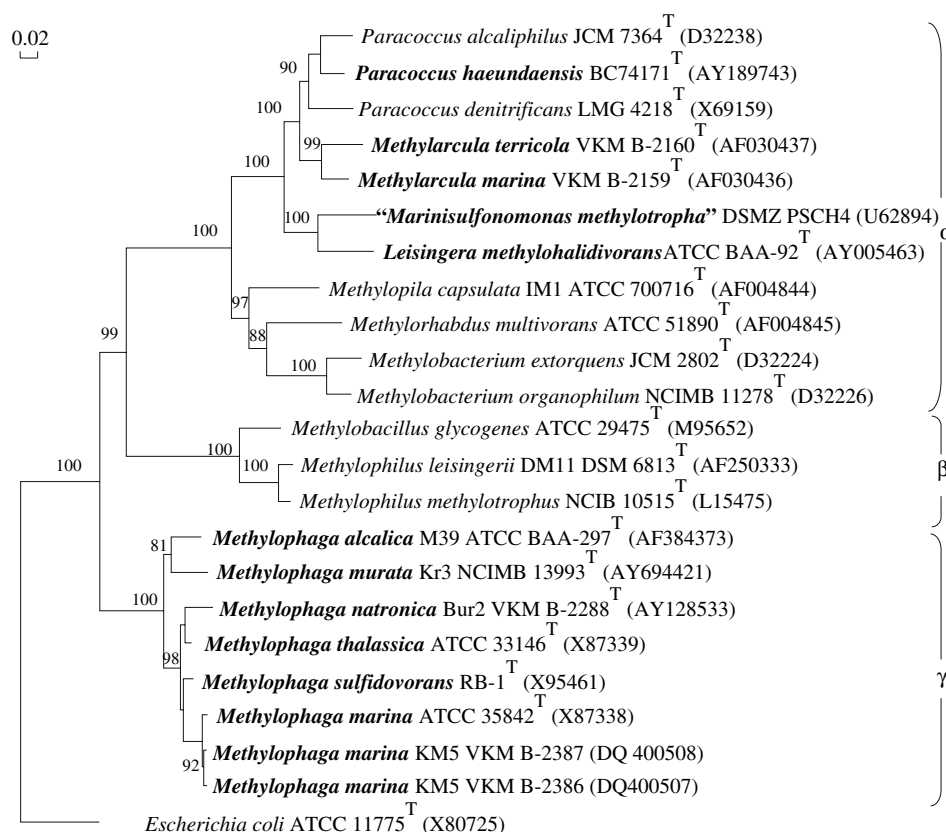 0.02
Paracoccus alcaliphilus JCM 7364T (D32238)
90
Paracoccus haeundaensis BC74171T (AY189743)
Paracoccus denitrificans LMG 4218T (X69159)
100
99
Methylarcula terricola VKM B-2160T (AF030437)
100
Methylarcula marina VKM B-2159T (AF030436)
100
“Marinisulfonomonas methylotropha” DSMZ PSCH4 (U62894)
α
100
Leisingera methylohalidivorans ATCC BAA-92T (AY005463)
Methylopila capsulata IM1 ATCC 700716T (AF004844)
97
Methylorhabdus multivorans ATCC 51890T (AF004845)
99
88
Methylobacterium extorquens JCM 2802T (D32224)
100
Methylobacterium organophilum NCIMB 11278T (D32226)
Methylobacillus glycogenes ATCC 29475T (M95652)
100
100
Methylophilus leisingerii DM11 DSM 6813T (AF250333)
β
100
Methylophilus methylotrophus NCIB 10515T (L15475)
Methylophaga alcalica M39 ATCC BAA-297T (AF384373)
81
Methylophaga murata Kr3 NCIMB 13993T (AY694421)
100
Methylophaga natronica Bur2 VKM B-2288T (AY128533)
Methylophaga thalassica ATCC 33146T (X87339)
98
Methylophaga sulfidovorans RB-1T (X95461)
γ
Methylophaga marina ATCC 35842T (X87338)
Methylophaga marina KM5 VKM B-2387 (DQ 400508)
92
Methylophaga marina KM5 VKM B-2386 (DQ400507)
Escherichia coli ATCC 11775T (X80725)